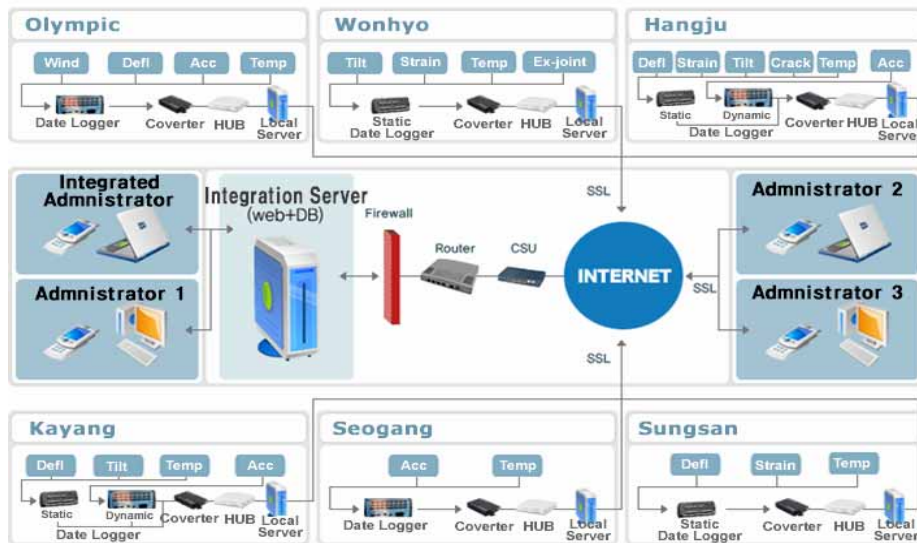 Olympic
Wind Defl Acc Temp
Date Logger Coverter HUB Local
Server
Wonhyo
Tilt Strain Temp Ex-joint
Static
Date Logger Coverter HUB Local
Server
Hangju
Defl Strain Tilt Crack Temp Acc
Static Dynamic Coverter HUB Local
Date Logger Server
Integrated
Admnistrator
Admnistrator 1
Integration Server
(web+DB)
Firewall
Router
CSU
SSL
INTERNET
SSL
SSL
Admnistrator 2
Admnistrator 3
Kayang
Defl Tilt Temp Acc
Static Dynamic Coverter HUB Local
Date Logger Server
Seogang
Acc Temp
Date Logger Coverter HUB Local
Server
Sungsan
Defl Strain Temp
Static
Date Logger Coverter HUB Local
Server